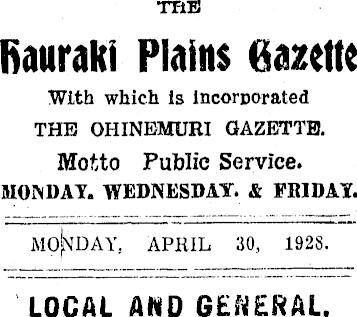 THE
Hauraki Plains Gazette
With which is incorporated
THE OHINEMURI GAZETTE.
Motto Public Service.
MONDAY. WEDNESDAY. & FRIDAY.
MONDAY, APRIL 30, 1928.
LOCAL AND GENERAL.